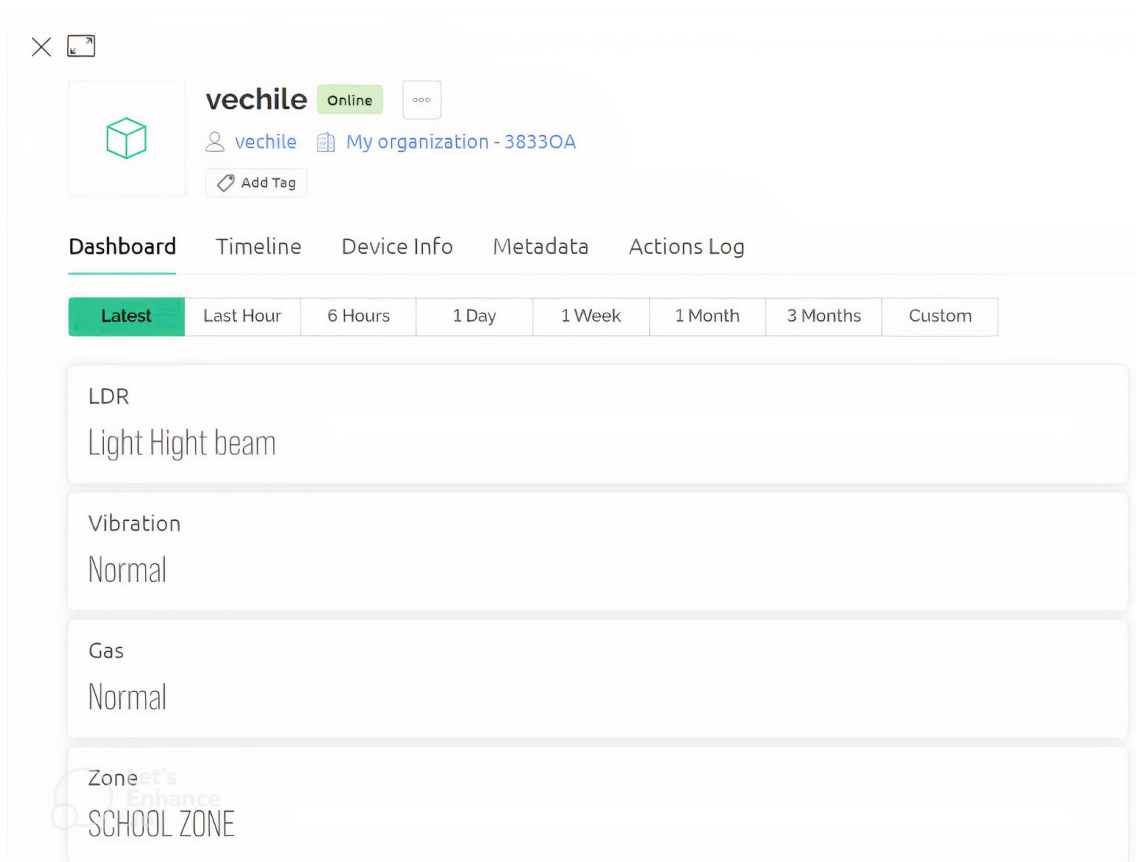 vechile Online
vechile My organization - 3833OA
Add Tag
Dashboard Timeline Device Info Metadata Actions Log
Latest Last Hour 6 Hours 1 Day 1 Week 1 Month 3 Months Custom
LDR
Light Hight beam
Vibration
Normal
Gas
Normal
Zone
Let's
Enhance
SCHOOL ZONE